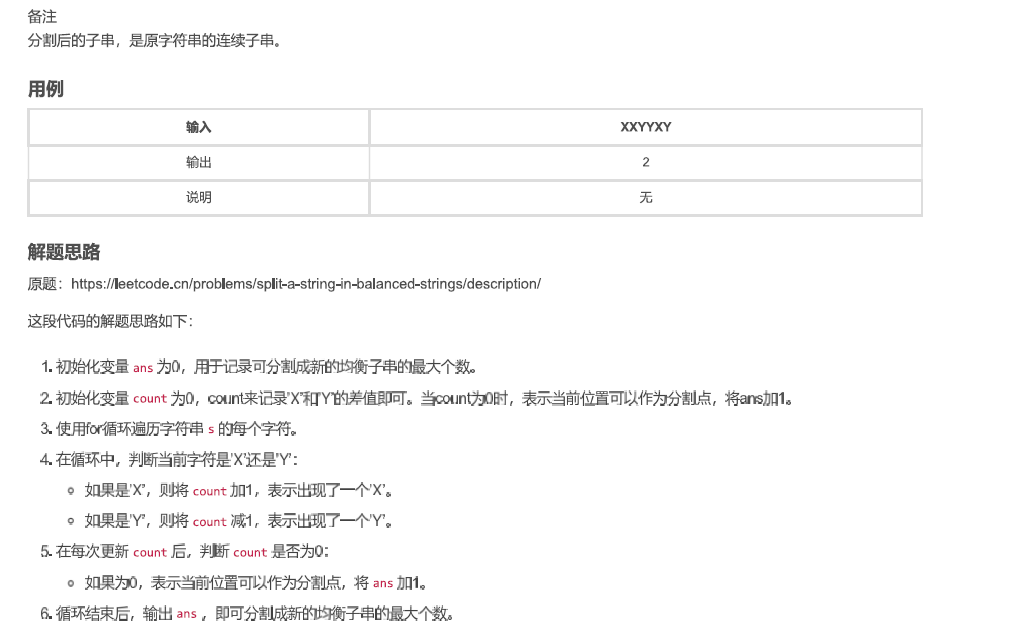 备注
分割后的子串，是原字符串的连续子串。
用例
输入 XXYYXY
输出 2
说明 无
解题思路
原题：https://leetcode.cn/problems/split-a-string-in-balanced-strings/description/
这段代码的解题思路如下：
1. 初始化变量 ans 为0，用于记录可分割成新的均衡子串的最大个数。
2. 初始化变量 count 为0，count来记录'X'和'Y'的差值即可。当count为0时，表示当前位置可以作为分割点，将ans加1。
3. 使用for循环遍历字符串 s 的每个字符。
4. 在循环中，判断当前字符是'X'还是'Y'：
如果是'X'，则将 count 加1，表示出现了一个'X'。
如果是'Y'，则将 count 减1，表示出现了一个'Y'。
5. 在每次更新 count 后，判断 count 是否为0：
如果为0，表示当前位置可以作为分割点，将 ans 加1。
6. 循环结束后，输出 ans ，即可分割成新的均衡子串的最大个数。